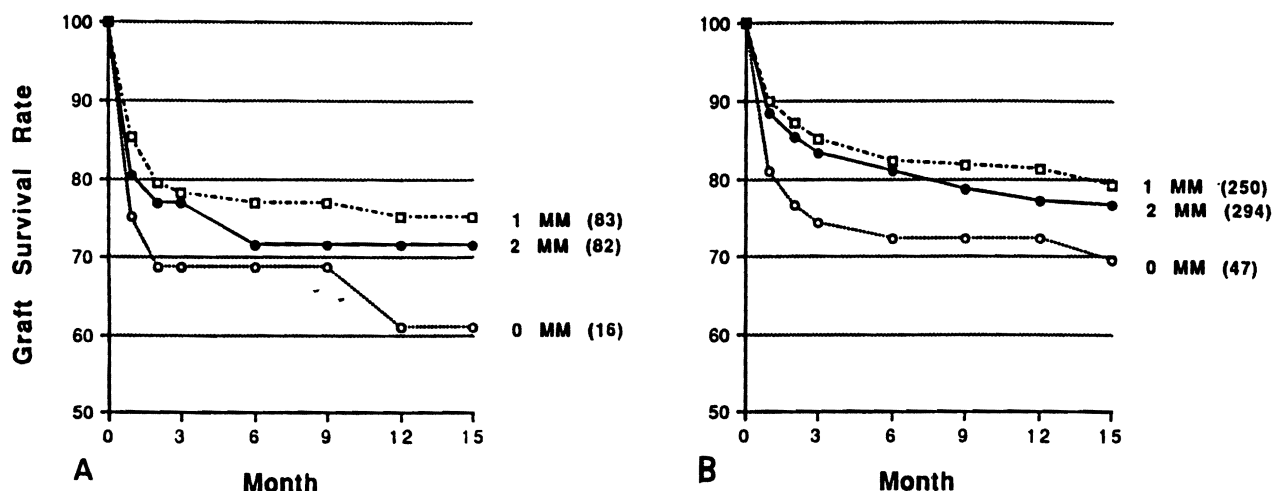 Graft Survival Rate
100
90
80
70
60
50
0 3 6 9 12 15
Month
A
1 MM (83)
2 MM (82)
0 MM (16)
100
90
80
70
60
50
0 3 6 9 12 15
Month
B
1 MM (250)
2 MM (294)
0 MM (47)